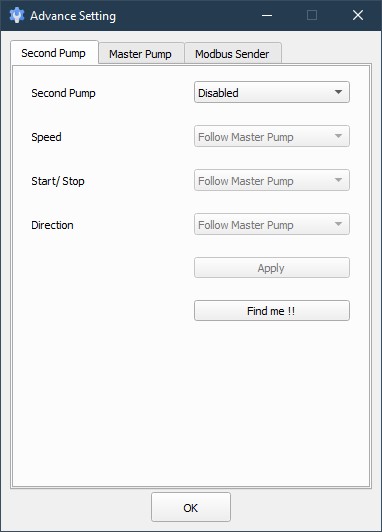 Advance Setting
Second Pump Master Pump Modbus Sender
Second Pump Disabled
Speed Follow Master Pump
Start/ Stop Follow Master Pump
Direction Follow Master Pump
Apply
Find me !!
OK